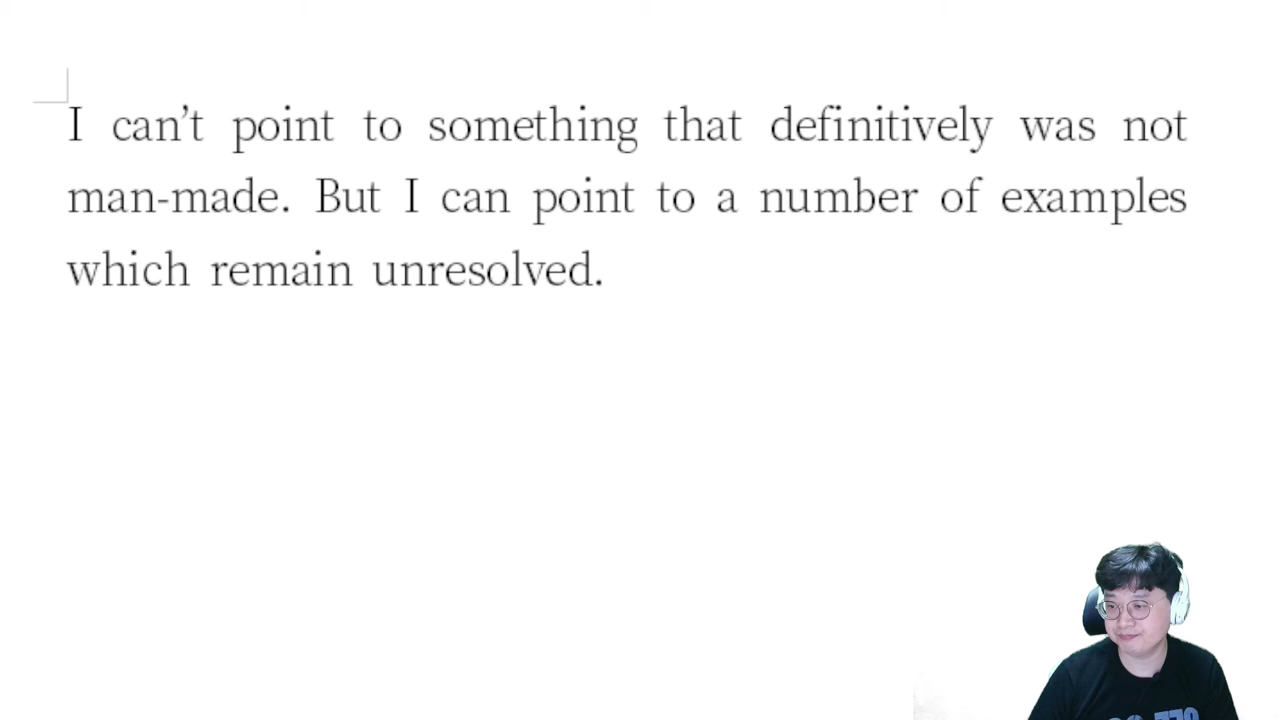 I can’t point to something that definitively was not
man-made. But I can point to a number of examples
which remain unresolved.